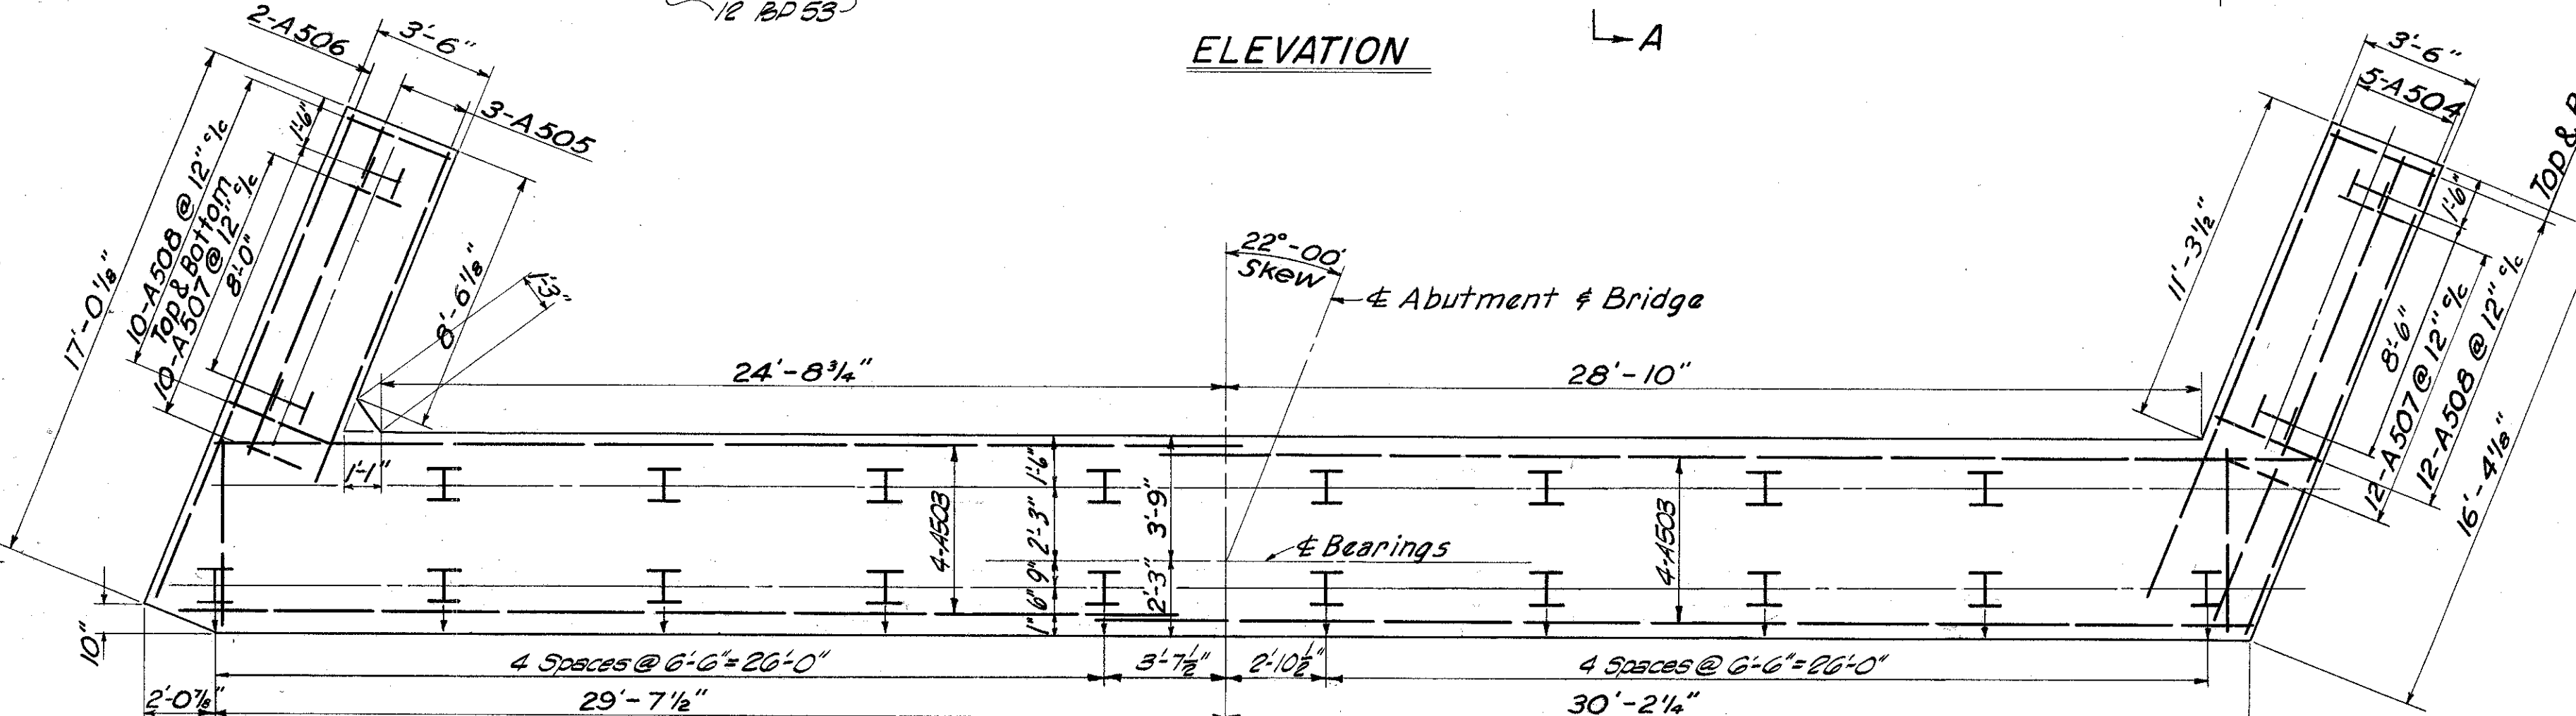 12 BP 53
ELEVATION
A
2-A506
3'-6"
3-A505
1'-6"
17'-0 1/8"
10-A508 @ 12" c/c
Top & Bottom
10-A507 @ 12" c/c
8'-0"
8'-6 1/8"
1'-3"
22°-00'
Skew
℄ Abutment & Bridge
3'-6"
5-A504
Top &
1'-6"
11'-3 1/2"
8'-6"
12-A507 @ 12" c/c
12-A508 @ 12" c/c
16'-4 1/8"
24'-8 3/4"
28'-10"
1'-1"
4-A503
1'-6"
2'-3"
9"
1'-6"
3'-9"
2'-3"
℄ Bearings
4-A503
10"
4 Spaces @ 6'-6" = 26'-0"
3'-7 1/2"
2'-10 1/2"
4 Spaces @ 6'-6" = 26'-0"
2'-0 7/8"
29'-7 1/2"
30'-2 1/4"